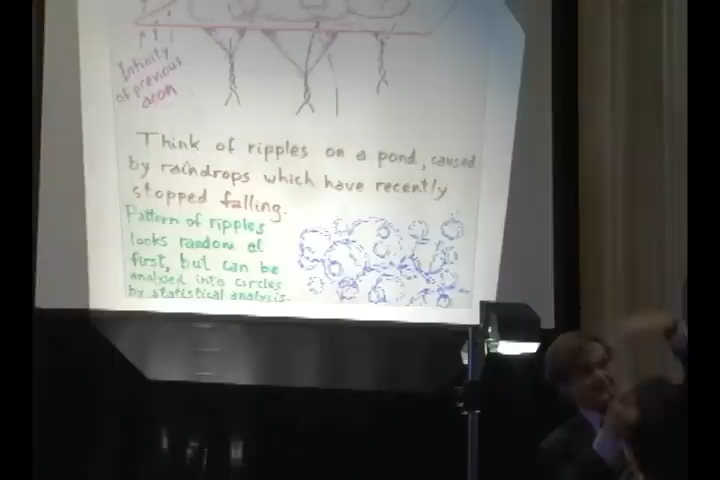 Infinity
of previous
aeon
Think of ripples on a pond, caused
by raindrops which have recently
stopped falling.
Pattern of ripples
looks random at
first, but can be
analysed into circles
by statistical analysis.